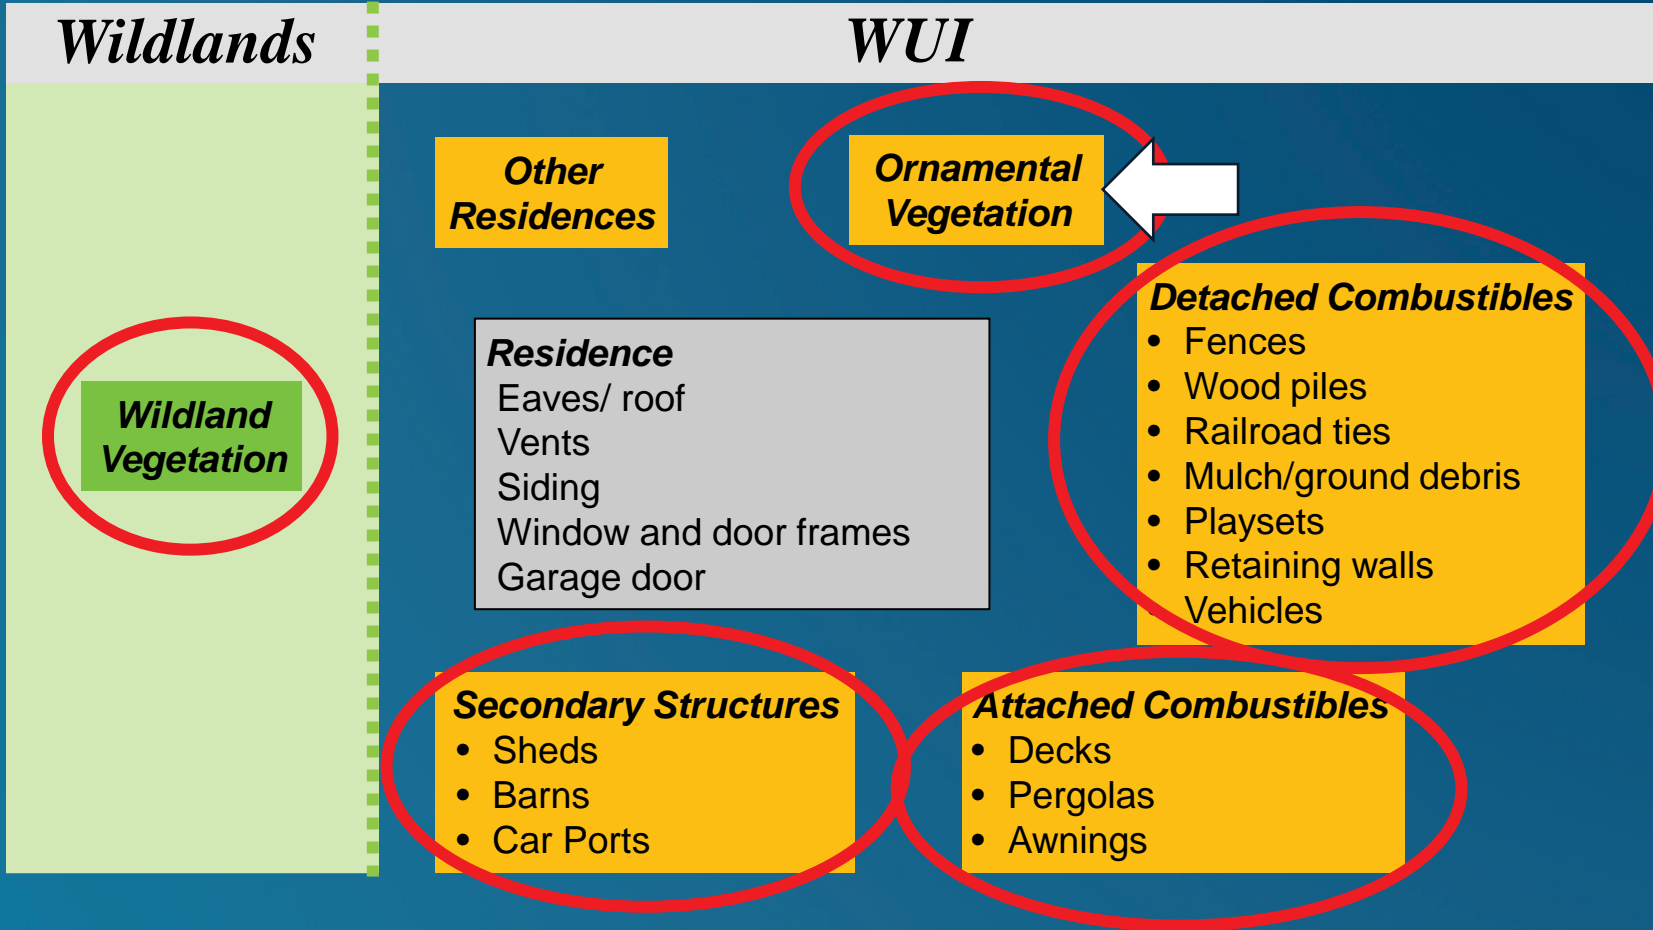 Wildlands
WUI
Other
Residences
Ornamental
Vegetation
Wildland
Vegetation
Residence
Eaves/ roof
Vents
Siding
Window and door frames
Garage door
Detached Combustibles
• Fences
• Wood piles
• Railroad ties
• Mulch/ground debris
• Playsets
• Retaining walls
• Vehicles
Secondary Structures
• Sheds
• Barns
• Car Ports
Attached Combustibles
• Decks
• Pergolas
• Awnings